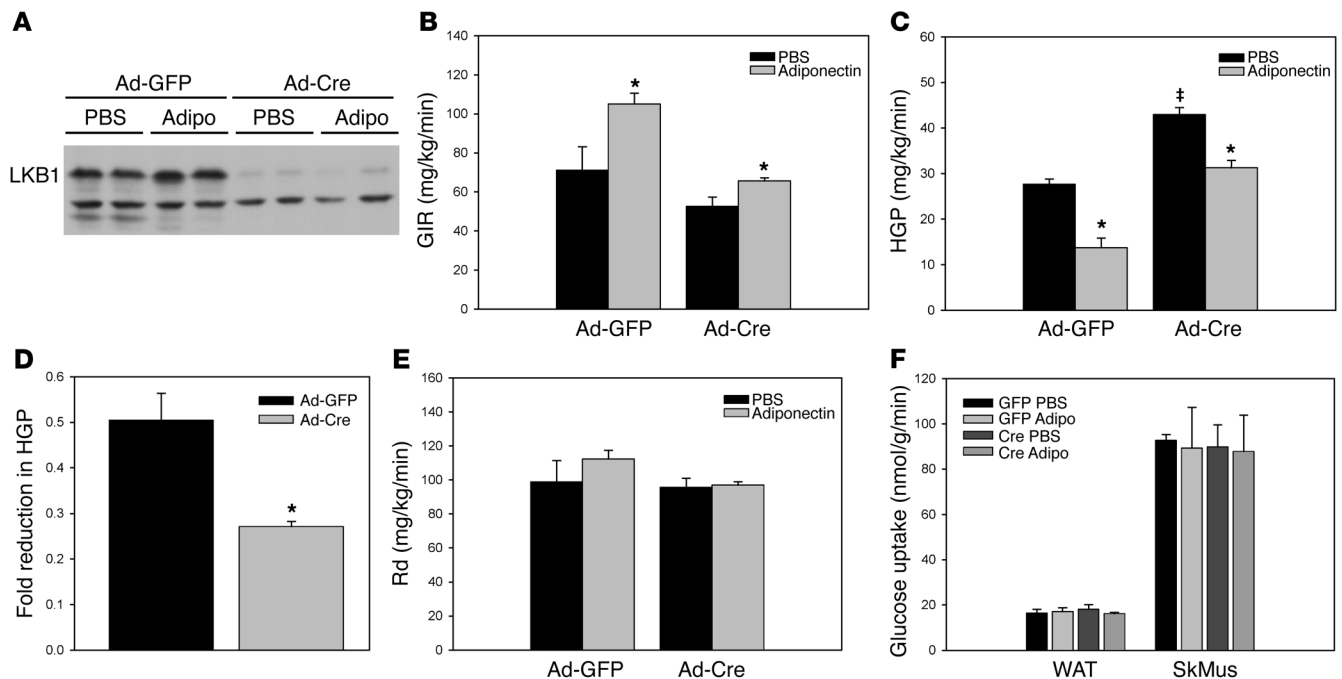 A
Ad-GFP Ad-Cre
PBS Adipo PBS Adipo
LKB1
B
GIR (mg/kg/min)
140
120
100
80
60
40
20
0
PBS
Adiponectin
*
*
Ad-GFP Ad-Cre
C
HGP (mg/kg/min)
60
50
40
30
20
10
0
PBS
Adiponectin
*
‡
*
Ad-GFP Ad-Cre
D
Fold reduction in HGP
0.6
0.5
0.4
0.3
0.2
0.1
0.0
Ad-GFP
Ad-Cre
*
E
Rd (mg/kg/min)
160
140
120
100
80
60
40
20
0
PBS
Adiponectin
Ad-GFP Ad-Cre
F
Glucose uptake (nmol/g/min)
120
100
80
60
40
20
0
GFP PBS
GFP Adipo
Cre PBS
Cre Adipo
WAT SkMus